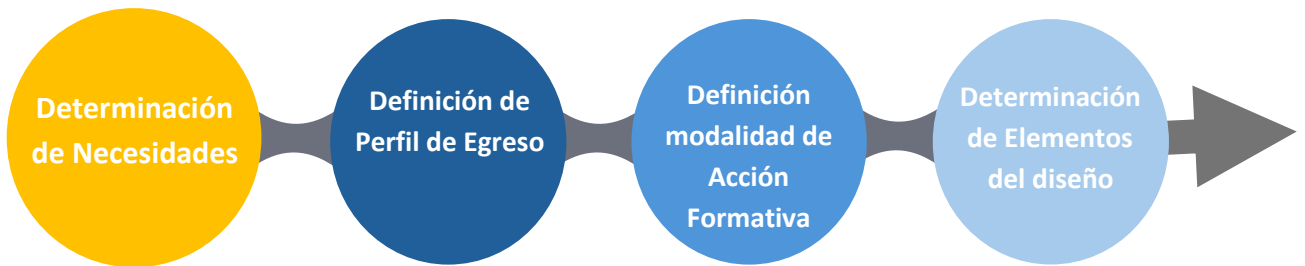 Determinación
de Necesidades
Definición de
Perfil de Egreso
Definición
modalidad de
Acción
Formativa
Determinación
de Elementos
del diseño